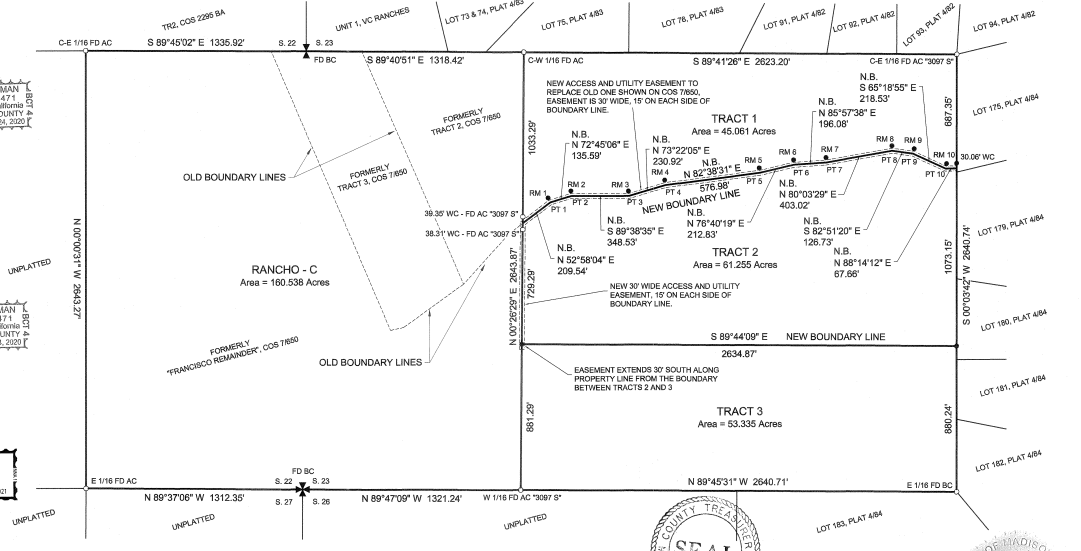 TR2, COS 2295 BA
UNIT 1, VC RANCHES
LOT 73 & 74, PLAT 4/83
LOT 75, PLAT 4/83
LOT 76, PLAT 4/83
LOT 91, PLAT 4/82
LOT 92, PLAT 4/82
LOT 93, PLAT 4/82
LOT 94, PLAT 4/82
C-E 1/16 FD AC
S 89°45'02" E 1335.92'
S. 22
S. 23
FD BC
S 89°40'51" E 1318.42'
C-W 1/16 FD AC
S 89°41'26" E 2623.20'
C-E 1/16 FD AC "3097 S"
MAN
471
BCT 4
2020
NEW ACCESS AND UTILITY EASEMENT TO
REPLACE OLD ONE SHOWN ON COS 7/650,
EASEMENT IS 30' WIDE, 15' ON EACH SIDE OF
BOUNDARY LINE.
N.B.
S 65°18'55" E
218.53'
LOT 175, PLAT 4/84
687.35'
FORMERLY
TRACT 2, COS 7/650
TRACT 1
Area = 45.061 Acres
N.B.
N 85°57'38" E
196.08'
1033.29'
N.B.
N 72°45'06" E
135.59'
N.B.
N 73°22'05" E
230.92'
N.B.
N 82°38'31" E
576.98'
NEW BOUNDARY LINE
OLD BOUNDARY LINES
FORMERLY
TRACT 3, COS 7/650
RM 1
RM 2
RM 3
RM 4
RM 5
RM 6
RM 7
RM 8
RM 9
RM 10
30.06' WC
PT 1
PT 2
PT 3
PT 4
PT 5
PT 6
PT 7
PT 8
PT 9
PT 10
39.35' WC - FD AC "3097 S"
38.31' WC - FD AC "3097 S"
N.B.
N 52°58'04" E
209.54'
N.B.
S 89°38'35" E
348.53'
N.B.
N 76°40'19" E
212.83'
N.B.
N 80°03'29" E
403.02'
N.B.
S 82°51'20" E
126.73'
N.B.
N 88°14'12" E
67.66'
LOT 179, PLAT 4/84
UNPLATTED
N 00°00'31" W 2643.27'
RANCHO - C
Area = 160.538 Acres
TRACT 2
Area = 61.255 Acres
N 00°26'29" E 2643.87'
729.29'
NEW 30' WIDE ACCESS AND UTILITY
EASEMENT, 15' ON EACH SIDE OF
BOUNDARY LINE.
1073.15'
S 00°03'42" W 2640.74'
LOT 180, PLAT 4/84
MAN
471
BCT 4
2020
FORMERLY
"FRANCISCO REMAINDER", COS 7/650
OLD BOUNDARY LINES
S 89°44'09" E NEW BOUNDARY LINE
2634.87'
EASEMENT EXTENDS 30' SOUTH ALONG
PROPERTY LINE FROM THE BOUNDARY
BETWEEN TRACTS 2 AND 3
LOT 181, PLAT 4/84
881.29'
TRACT 3
Area = 53.335 Acres
880.24'
LOT 182, PLAT 4/84
E 1/16 FD AC
FD BC
S. 22
S. 23
S. 27
S. 26
N 89°37'06" W 1312.35'
N 89°47'09" W 1321.24'
W 1/16 FD AC "3097 S"
N 89°45'31" W 2640.71'
E 1/16 FD BC
UNPLATTED
UNPLATTED
UNPLATTED
COUNTY TREASURER
SEAL
LOT 183, PLAT 4/84
OF MADISO